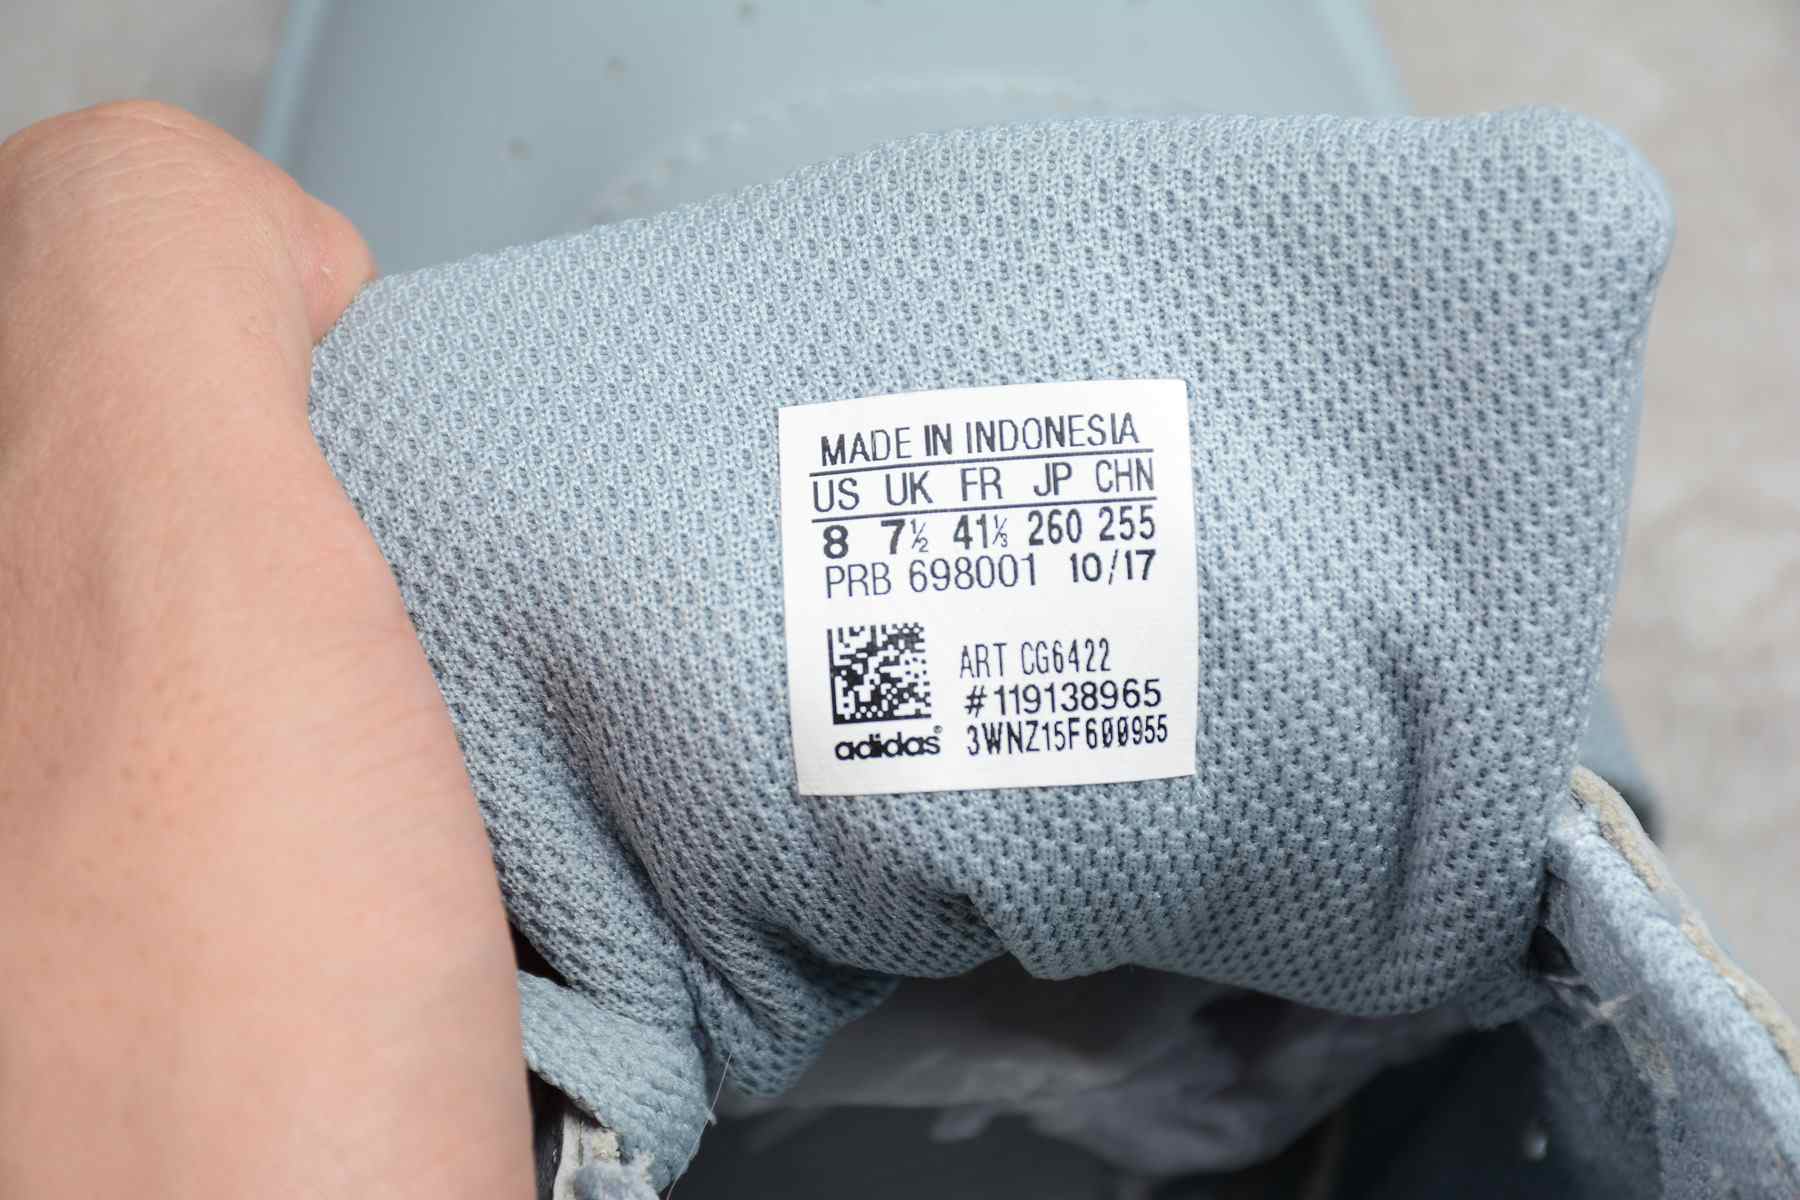 MADE IN INDONESIA
US UK FR JP CHN
8 7½ 41⅓ 260 255
PRB 698001 10/17
ART CG6422
#119138965
adidas® 3WNZ15F600955